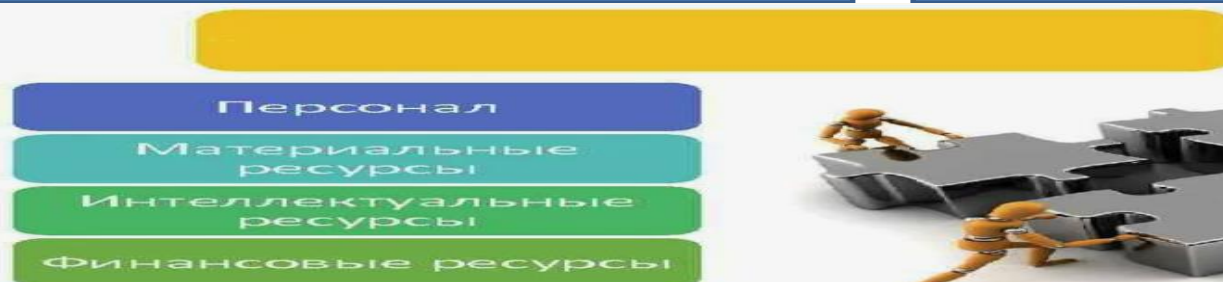 Персонал
Материальные
ресурсы
Интеллектуальные
ресурсы
Финансовые ресурсы